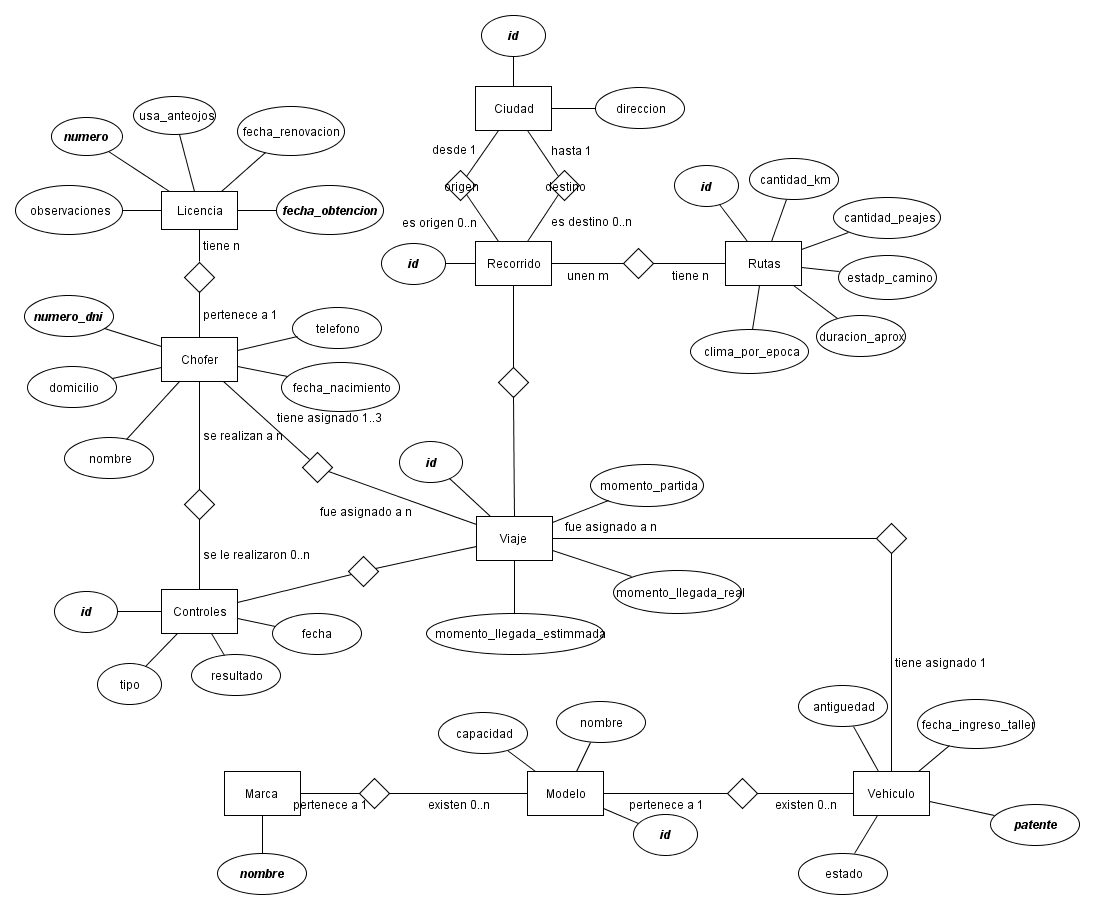 id
Ciudad
direccion
desde 1
hasta 1
origen
destino
es origen 0..n
es destino 0..n
usa_anteojos
numero
fecha_renovacion
observaciones
Licencia
fecha_obtencion
tiene n
pertenece a 1
id
Recorrido
unen m
tiene n
Rutas
id
cantidad_km
cantidad_peajes
estadp_camino
duracion_aprox
clima_por_epoca
numero_dni
telefono
Chofer
domicilio
fecha_nacimiento
nombre
tiene asignado 1..3
se realizan a n
fue asignado a n
se le realizaron 0..n
id
momento_partida
fue asignado a n
Viaje
momento_llegada_real
momento_llegada_estimmada
id
Controles
fecha
tipo
resultado
tiene asignado 1
antiguedad
fecha_ingreso_taller
capacidad
nombre
Marca
pertenece a 1
existen 0..n
Modelo
pertenece a 1
existen 0..n
Vehiculo
id
patente
nombre
estado